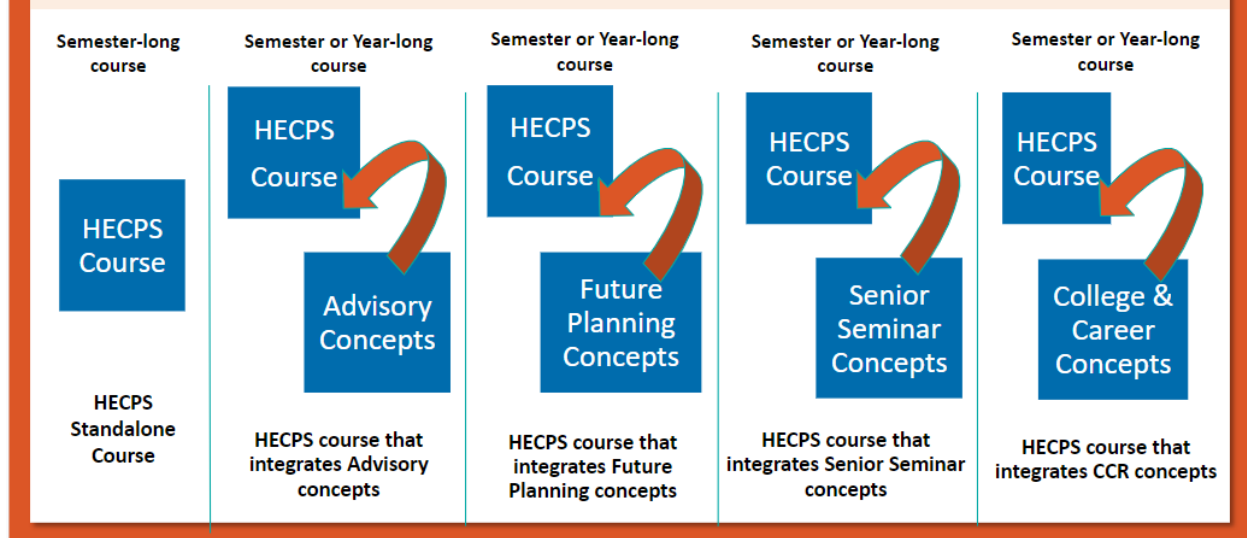 Semester-long
course
HECPS
Course
HECPS
Standalone
Course
Semester or Year-long
course
HECPS
Course
Advisory
Concepts
HECPS course that
integrates Advisory
concepts
Semester or Year-long
course
HECPS
Course
Future
Planning
Concepts
HECPS course that
integrates Future
Planning concepts
Semester or Year-long
course
HECPS
Course
Senior
Seminar
Concepts
HECPS course that
integrates Senior Seminar
concepts
Semester or Year-long
course
HECPS
Course
College &
Career
Concepts
HECPS course that
integrates CCR concepts